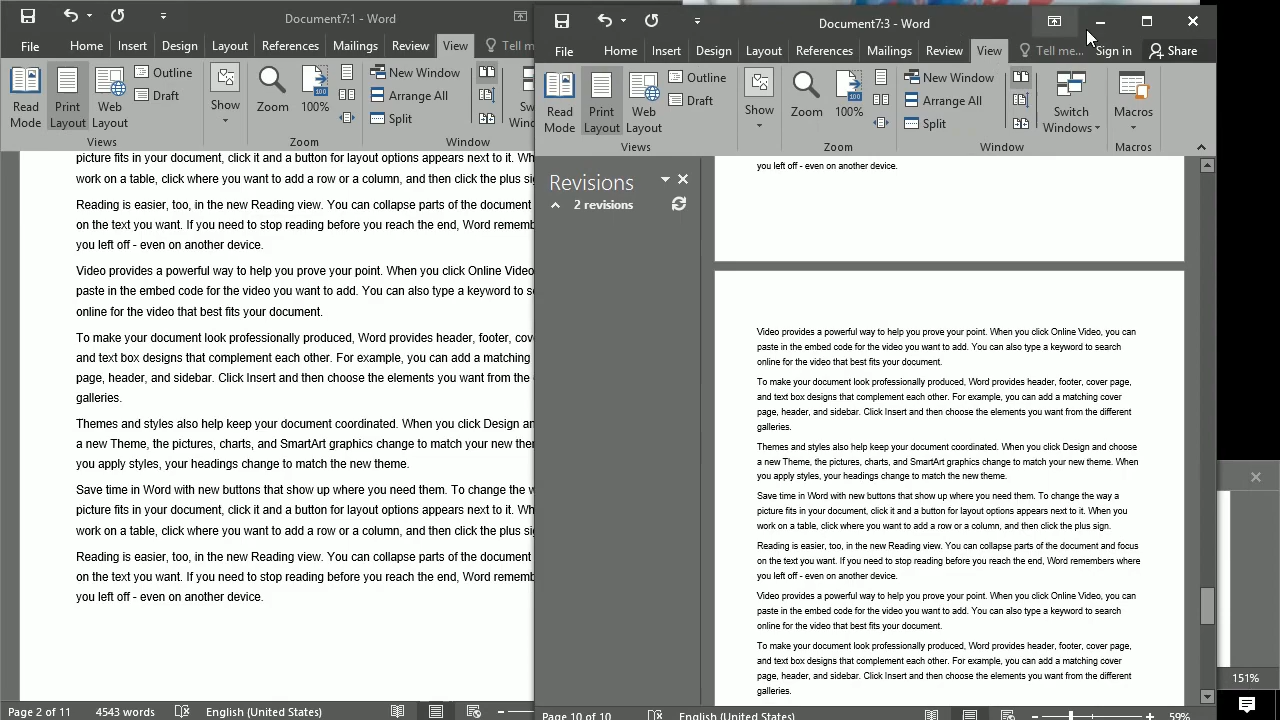 Document7:1 - Word
File
Home
Insert
Design
Layout
References
Mailings
Review
View
Tell m
Read
Mode
Print
Layout
Web
Layout
Outline
Draft
Show
Zoom
100%
New Window
Arrange All
Split
Views
Zoom
Window
picture fits in your document, click it and a button for layout options appears next to it. Wh
work on a table, click where you want to add a row or a column, and then click the plus si
Reading is easier, too, in the new Reading view. You can collapse parts of the document
on the text you want. If you need to stop reading before you reach the end, Word rememb
you left off - even on another device.
Video provides a powerful way to help you prove your point. When you click Online Video
paste in the embed code for the video you want to add. You can also type a keyword to s
online for the video that best fits your document.
To make your document look professionally produced, Word provides header, footer, cov
and text box designs that complement each other. For example, you can add a matching
page, header, and sidebar. Click Insert and then choose the elements you want from the
galleries.
Themes and styles also help keep your document coordinated. When you click Design an
a new Theme, the pictures, charts, and SmartArt graphics change to match your new them
you apply styles, your headings change to match the new theme.
Save time in Word with new buttons that show up where you need them. To change the w
picture fits in your document, click it and a button for layout options appears next to it. Wh
work on a table, click where you want to add a row or a column, and then click the plus si
Reading is easier, too, in the new Reading view. You can collapse parts of the document
on the text you want. If you need to stop reading before you reach the end, Word rememb
you left off - even on another device.
Page 2 of 11
4543 words
English (United States)
Document7:3 - Word
File
Home
Insert
Design
Layout
References
Mailings
Review
View
Tell me...
Sign in
Share
Read
Mode
Print
Layout
Web
Layout
Outline
Draft
Show
Zoom
100%
New Window
Arrange All
Split
Switch
Windows
Macros
Views
Zoom
Window
Macros
Revisions
2 revisions
you left off - even on another device.
Video provides a powerful way to help you prove your point. When you click Online Video, you can
paste in the embed code for the video you want to add. You can also type a keyword to search
online for the video that best fits your document.
To make your document look professionally produced, Word provides header, footer, cover page,
and text box designs that complement each other. For example, you can add a matching cover
page, header, and sidebar. Click Insert and then choose the elements you want from the different
galleries.
Themes and styles also help keep your document coordinated. When you click Design and choose
a new Theme, the pictures, charts, and SmartArt graphics change to match your new theme. When
you apply styles, your headings change to match the new theme.
Save time in Word with new buttons that show up where you need them. To change the way a
picture fits in your document, click it and a button for layout options appears next to it. When you
work on a table, click where you want to add a row or a column, and then click the plus sign.
Reading is easier, too, in the new Reading view. You can collapse parts of the document and focus
on the text you want. If you need to stop reading before you reach the end, Word remembers where
you left off - even on another device.
Video provides a powerful way to help you prove your point. When you click Online Video, you can
paste in the embed code for the video you want to add. You can also type a keyword to search
online for the video that best fits your document.
To make your document look professionally produced, Word provides header, footer, cover page,
and text box designs that complement each other. For example, you can add a matching cover
page, header, and sidebar. Click Insert and then choose the elements you want from the different
galleries.
Page 10 of 10
English (United States)
59%
151%